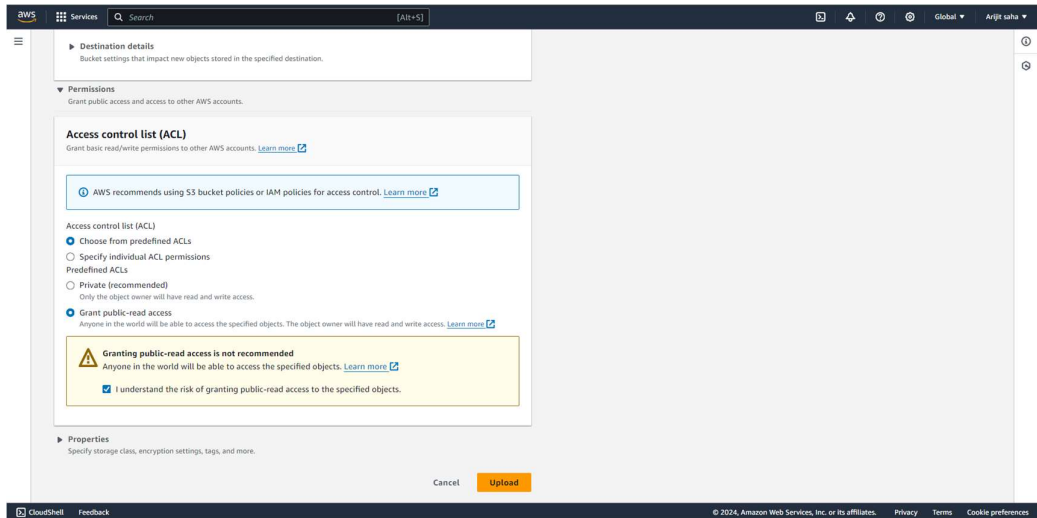 aws
Services
Search
[Alt+S]
Global
Arijit saha
Destination details
Bucket settings that impact new objects stored in the specified destination.
Permissions
Grant public access and access to other AWS accounts.
Access control list (ACL)
Grant basic read/write permissions to other AWS accounts. Learn more
AWS recommends using S3 bucket policies or IAM policies for access control. Learn more
Access control list (ACL)
Choose from predefined ACLs
Specify individual ACL permissions
Predefined ACLs
Private (recommended)
Only the object owner will have read and write access.
Grant public-read access
Anyone in the world will be able to access the specified objects. The object owner will have read and write access. Learn more
Granting public-read access is not recommended
Anyone in the world will be able to access the specified objects. Learn more
I understand the risk of granting public-read access to the specified objects.
Properties
Specify storage class, encryption settings, tags, and more.
Cancel
Upload
CloudShell
Feedback
© 2024, Amazon Web Services, Inc. or its affiliates.
Privacy
Terms
Cookie preferences